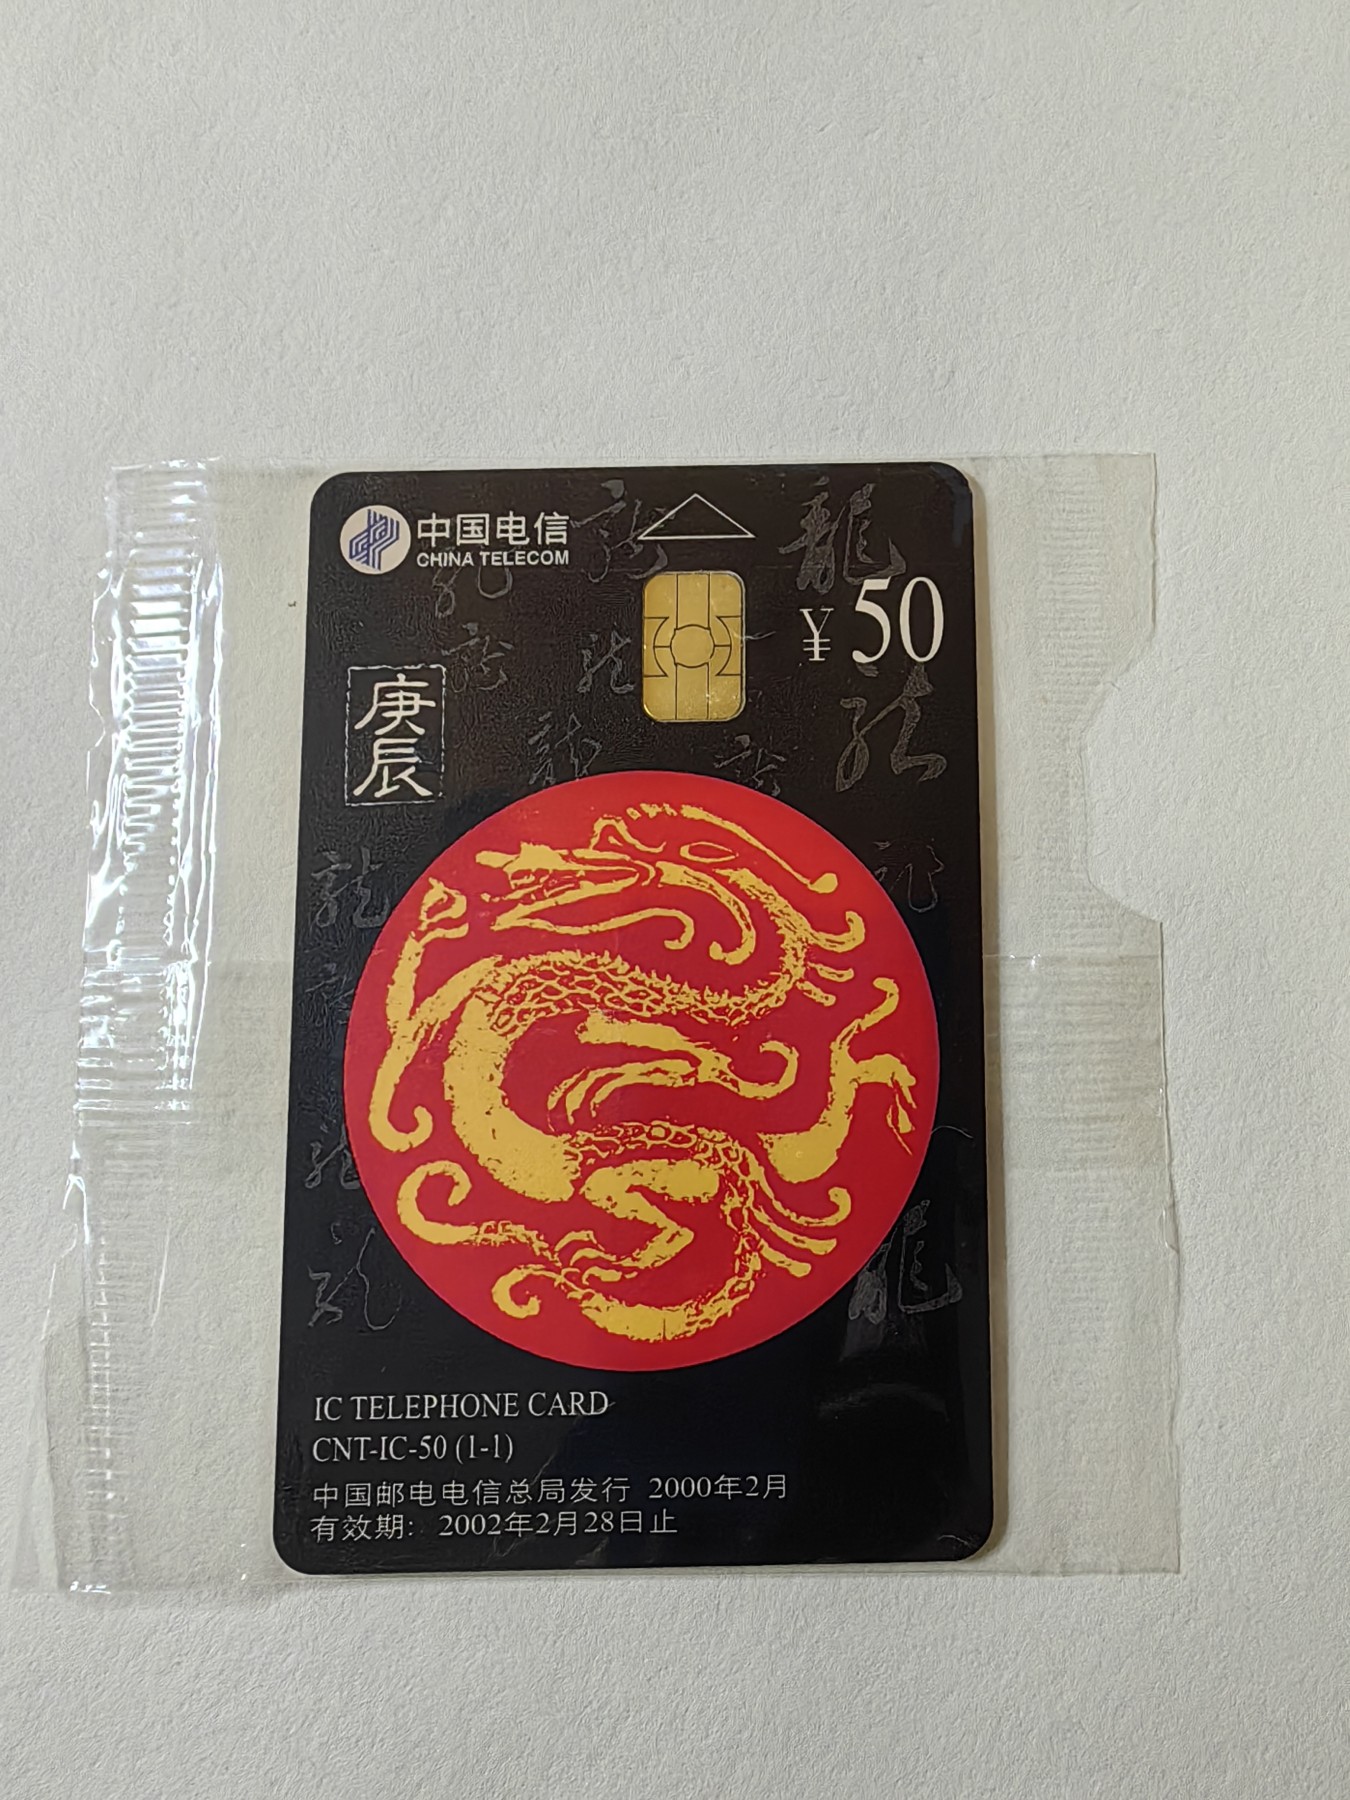 中国电信
CHINA TELECOM
¥50
庚辰
龍
IC TELEPHONE CARD
CNT-IC-50 (1-1)
中国邮电电信总局发行 2000年2月
有效期: 2002年2月28日止